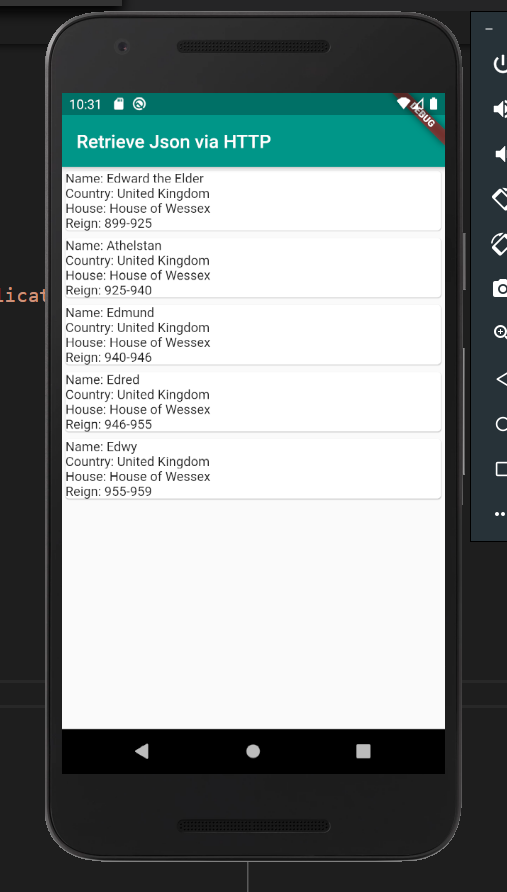 10:31
DEBUG
Retrieve Json via HTTP
Name: Edward the Elder
Country: United Kingdom
House: House of Wessex
Reign: 899-925
Name: Athelstan
Country: United Kingdom
House: House of Wessex
Reign: 925-940
licat
Name: Edmund
Country: United Kingdom
House: House of Wessex
Reign: 940-946
Name: Edred
Country: United Kingdom
House: House of Wessex
Reign: 946-955
Name: Edwy
Country: United Kingdom
House: House of Wessex
Reign: 955-959